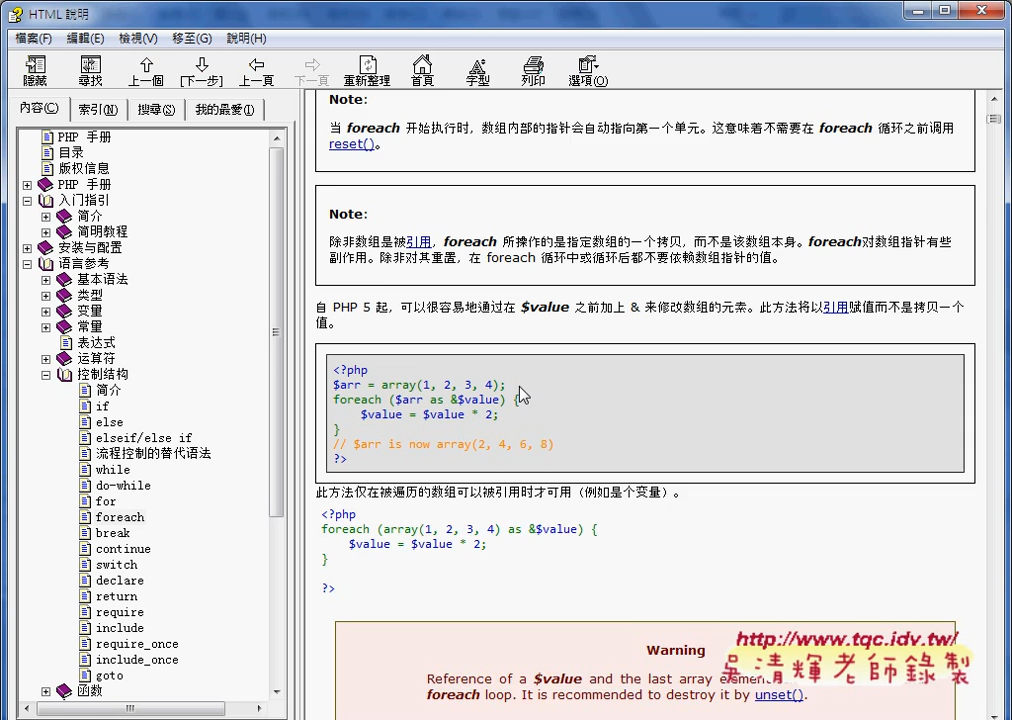 HTML 說明
檔案(F) 編輯(E) 檢視(V) 移至(G) 說明(H)
隱藏 尋找 上一個 [下一步] 上一頁 下一頁 重新整理 首頁 字型 列印 選項(O)
內容(C) 索引(N) 搜尋(S) 我的最愛(I)
PHP 手册
目录
版权信息
PHP 手册
入门指引
简介
简明教程
安装与配置
语言参考
基本语法
类型
变量
常量
表达式
运算符
控制结构
简介
if
else
elseif/else if
流程控制的替代语法
while
do-while
for
foreach
break
continue
switch
declare
return
require
include
require_once
include_once
goto
函数
Note:
当 foreach 开始执行时，数组内部的指针会自动指向第一个单元。这意味着不需要在 foreach 循环之前调用
reset()。
Note:
除非数组是被引用，foreach 所操作的是指定数组的一个拷贝，而不是该数组本身。foreach对数组指针有些
副作用。除非对其重置，在 foreach 循环中或循环后都不要依赖数组指针的值。
自 PHP 5 起，可以很容易地通过在 $value 之前加上 & 来修改数组的元素。此方法将以引用赋值而不是拷贝一个
值。
<?php
$arr = array(1, 2, 3, 4);
foreach ($arr as &$value) {
$value = $value * 2;
}
// $arr is now array(2, 4, 6, 8)
?>
此方法仅在被遍历的数组可以被引用时才可用（例如是个变量）。
<?php
foreach (array(1, 2, 3, 4) as &$value) {
$value = $value * 2;
}
?>
Warning
Reference of a $value and the last array
foreach loop. It is recommended to destroy it by unset().
http://www.tqc.idv.tw/
吳清輝老師錄製